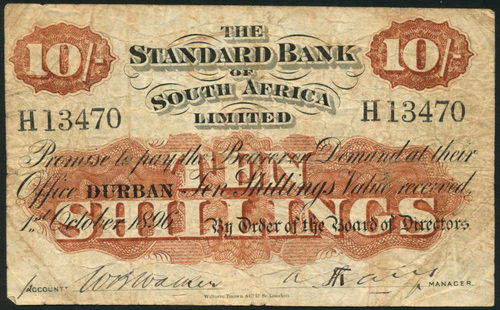 THE
10/- STANDARD BANK 10/-
OF
SOUTH AFRICA
H 13470 LIMITED H 13470
Promise to pay the Bearer on Demand at their
TEN
Office DURBAN Ten Shillings Value received
SHILLINGS
1st October 1896 By Order of the Board of Directors.
p ACCOUNT MANAGER.
London